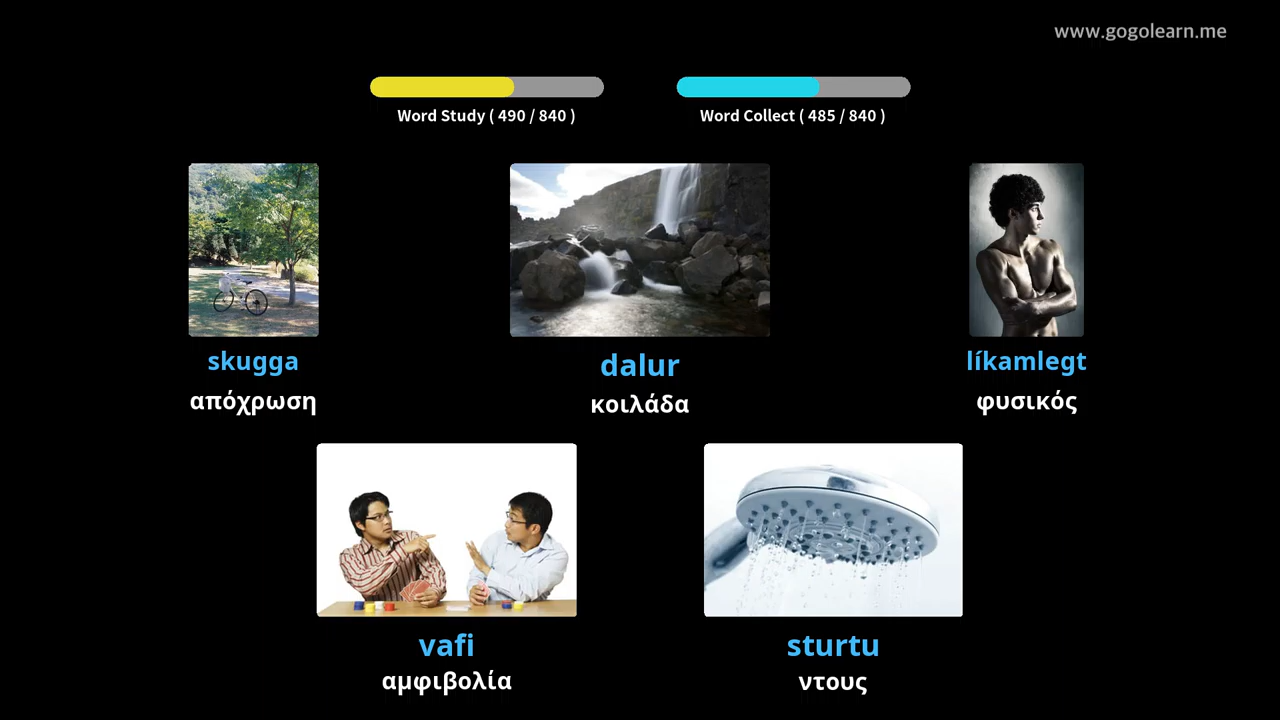 www.gogolearn.me
Word Study ( 490 / 840 )
Word Collect ( 485 / 840 )
skugga
απόχρωση
dalur
κοιλάδα
líkamlegt
φυσικός
vafi
αμφιβολία
sturtu
ντους